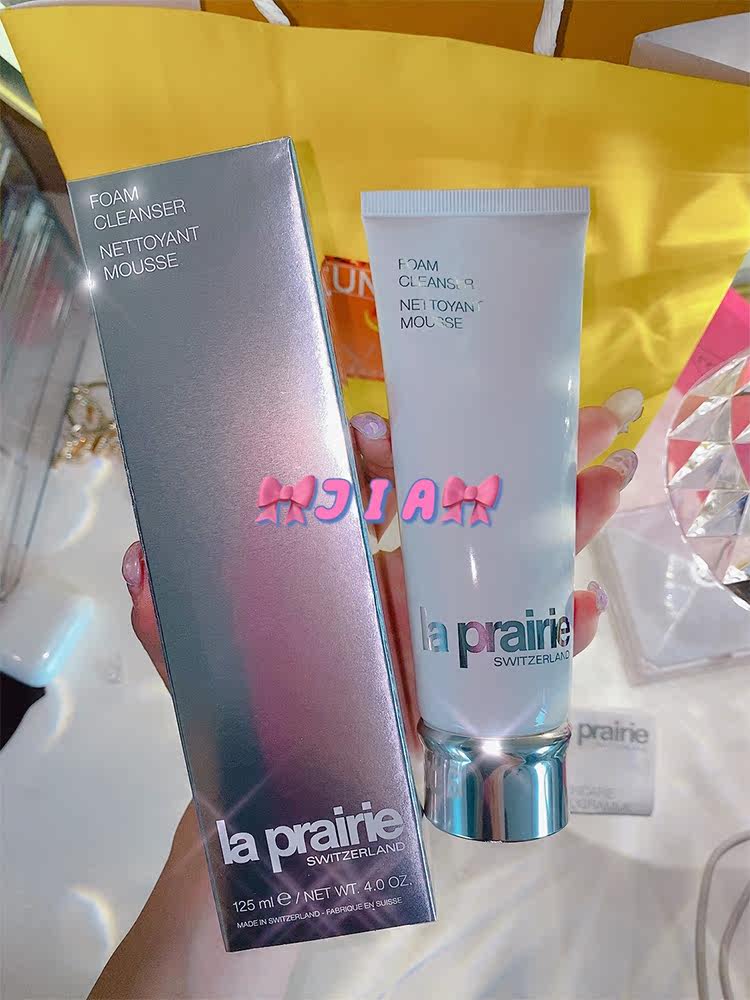 FOAM
CLEANSER
NETTOYANT
MOUSSE
la prairie
SWITZERLAND
125 ml e / NET WT. 4.0 OZ.
MADE IN SWITZERLAND - FABRIQUE EN SUISSE
FOAM
CLEANSER
NETTOYANT
MOUSSE
la prairie
SWITZERLAND
🎀JIA🎀
prairie